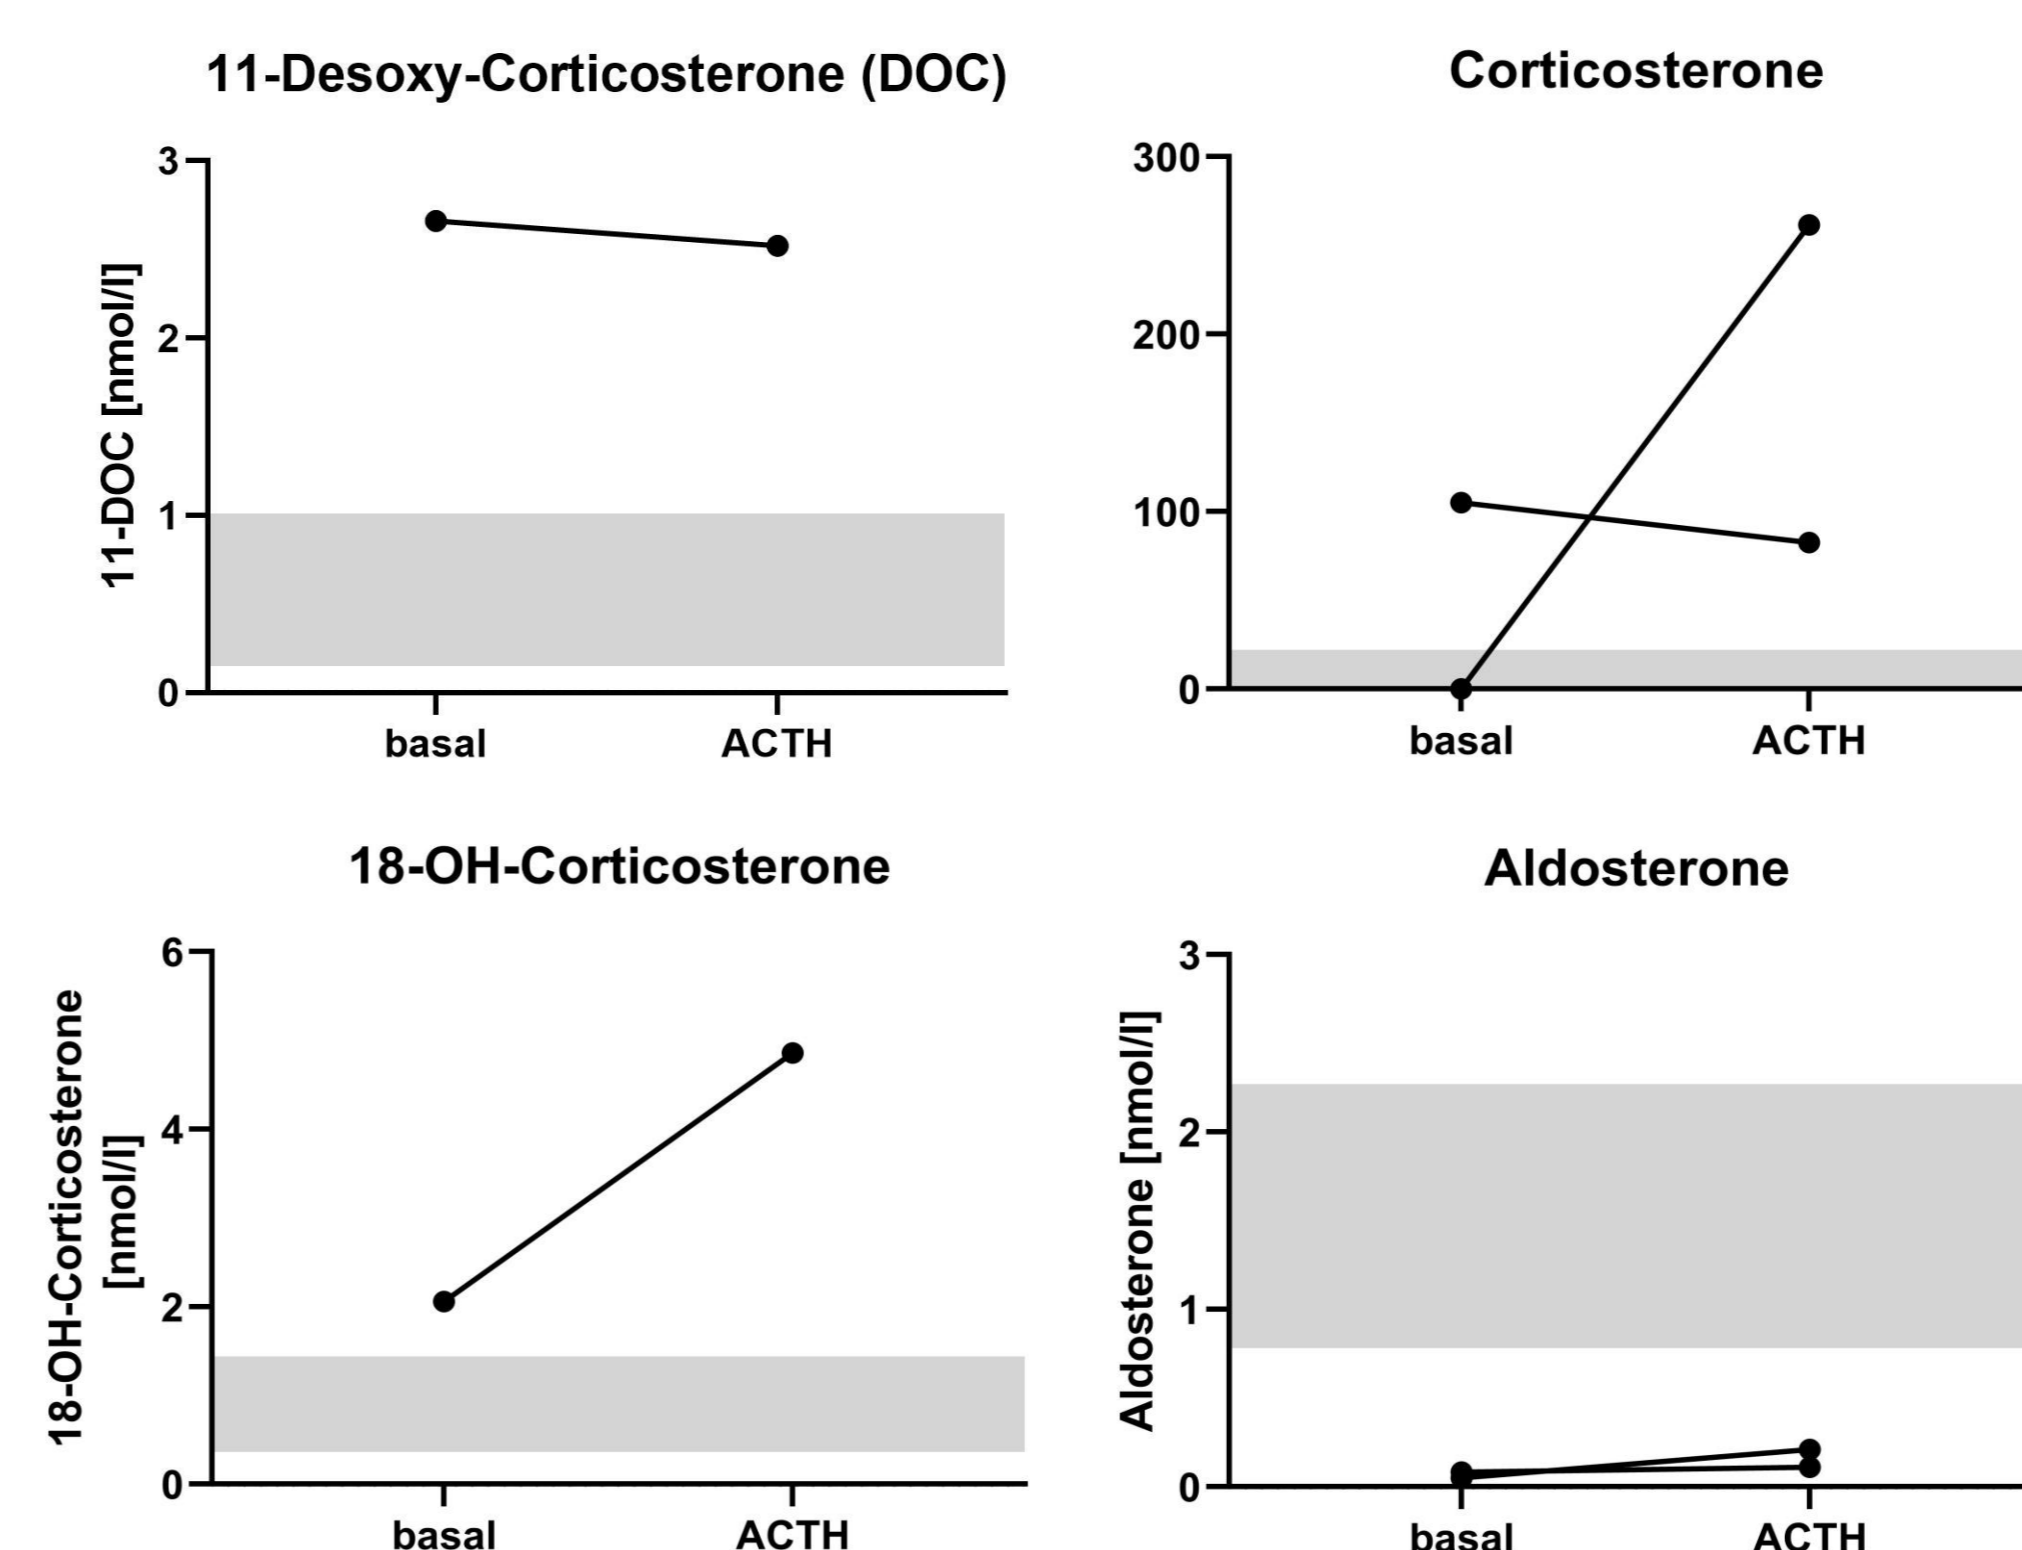 11-Desoxy-Corticosterone (DOC)
11-DOC [nmol/l]
3
2
1
0
basal
ACTH
Corticosterone
300
200
100
0
basal
ACTH
18-OH-Corticosterone
18-OH-Corticosterone
[nmol/l]
6
4
2
0
basal
ACTH
Aldosterone
Aldosterone [nmol/l]
3
2
1
0
basal
ACTH